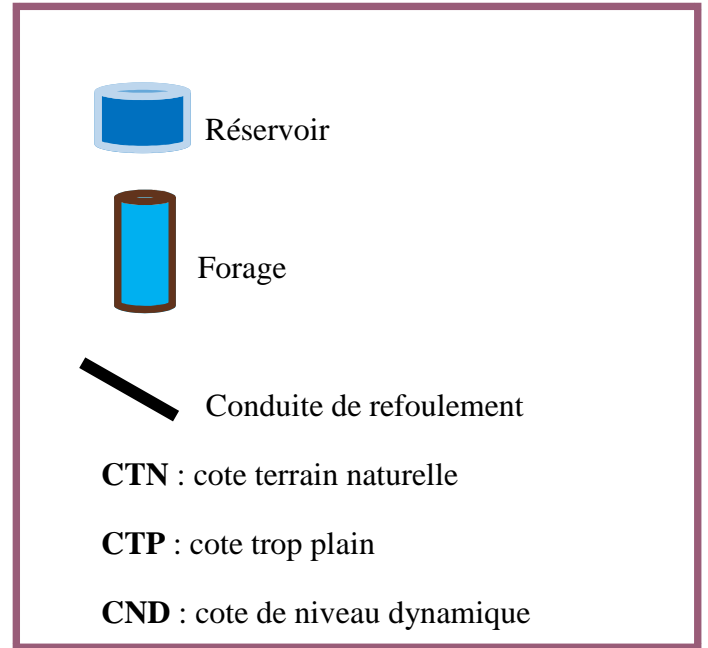 Réservoir
Forage
Conduite de refoulement
CTN : cote terrain naturelle
CTP : cote trop plain
CND : cote de niveau dynamique